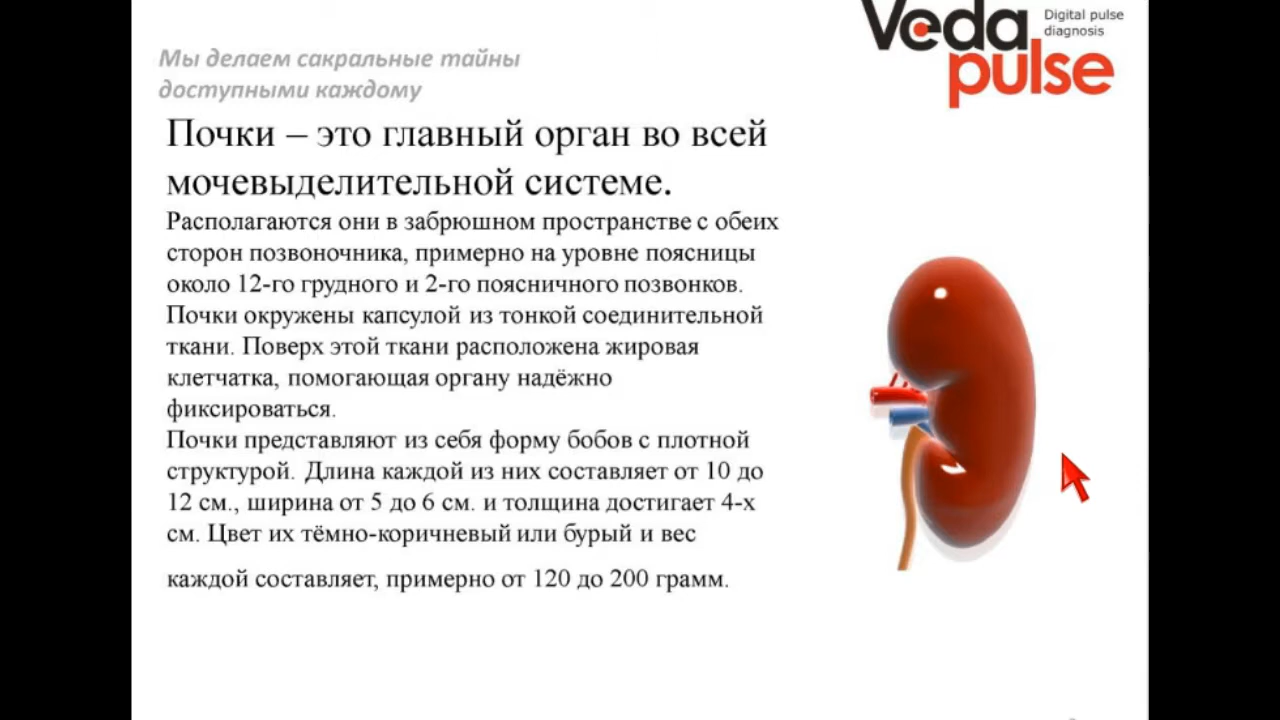 Veda
pulse
Digital pulse
diagnosis
Мы делаем сакральные тайны
доступными каждому
Почки – это главный орган во всей
мочевыделительной системе.
Располагаются они в забрюшном пространстве с обеих
сторон позвоночника, примерно на уровне поясницы
около 12-го грудного и 2-го поясничного позвонков.
Почки окружены капсулой из тонкой соединительной
ткани. Поверх этой ткани расположена жировая
клетчатка, помогающая органу надёжно
фиксироваться.
Почки представляют из себя форму бобов с плотной
структурой. Длина каждой из них составляет от 10 до
12 см., ширина от 5 до 6 см. и толщина достигает 4-х
см. Цвет их тёмно-коричневый или бурый и вес
каждой составляет, примерно от 120 до 200 грамм.